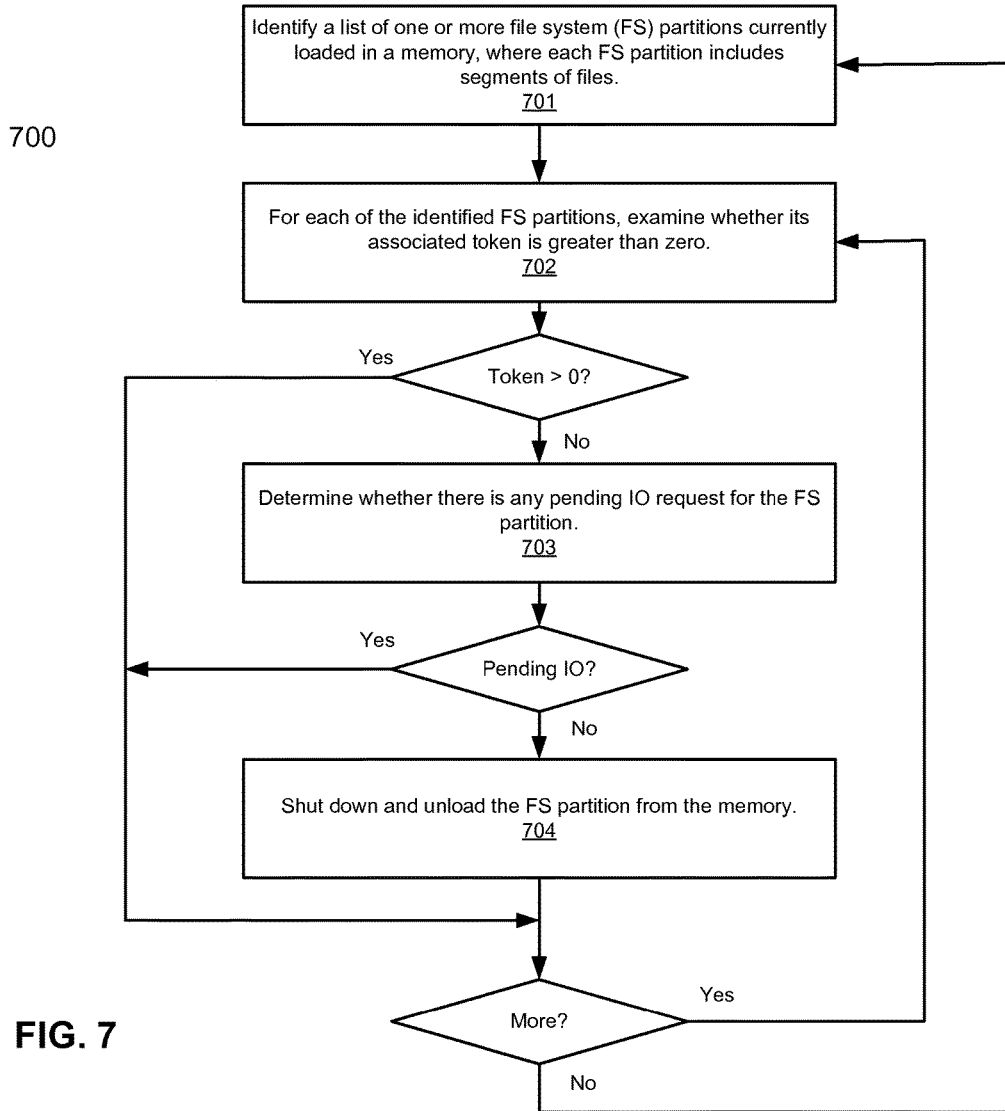 Identify a list of one or more file system (FS) partitions currently
loaded in a memory, where each FS partition includes
segments of files.
701
700
For each of the identified FS partitions, examine whether its
associated token is greater than zero.
702
Yes
Token > 0?
No
Determine whether there is any pending IO request for the FS
partition.
703
Yes
Pending IO?
No
Shut down and unload the FS partition from the memory.
704
Yes
More?
FIG. 7
No